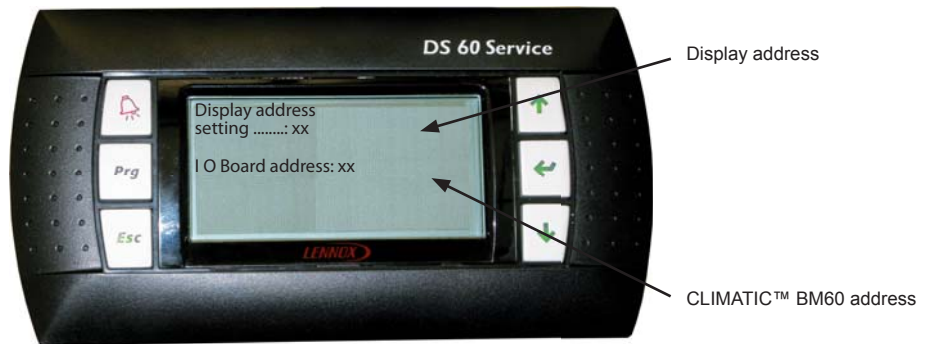 DS 60 Service
Display address
Display address
setting ........: xx
I O Board address: xx
Prg
Esc
LENNOX
CLIMATIC™ BM60 address